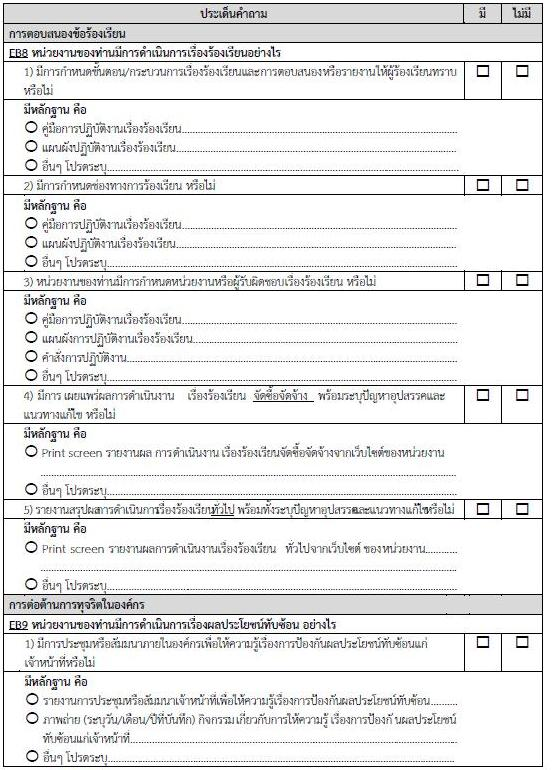 ประเด็นคำถาม มี ไม่มี
การตอบสนองข้อร้องเรียน
EB8 หน่วยงานของท่านมีการดำเนินการเรื่องร้องเรียนอย่างไร
1) มีการกำหนดขั้นตอน/กระบวนการเรื่องร้องเรียนและการตอบสนองหรือรายงานให้ผู้ร้องเรียนทราบ
หรือไม่
มีหลักฐาน คือ
คู่มือการปฏิบัติงานเรื่องร้องเรียน
แผนผังปฏิบัติงานเรื่องร้องเรียน
อื่นๆ โปรดระบุ
2) มีการกำหนดช่องทางการร้องเรียน หรือไม่
มีหลักฐาน คือ
คู่มือการปฏิบัติงานเรื่องร้องเรียน
แผนผังปฏิบัติงานเรื่องร้องเรียน
อื่นๆ โปรดระบุ
3) หน่วยงานของท่านมีการกำหนดหน่วยงานหรือผู้รับผิดชอบเรื่องร้องเรียน หรือไม่
มีหลักฐาน คือ
คู่มือการปฏิบัติงานเรื่องร้องเรียน
แผนผังการปฏิบัติงานเรื่องร้องเรียน
คำสั่งการปฏิบัติงาน
อื่นๆ โปรดระบุ
4) มีการ เผยแพร่ผลการดำเนินงาน เรื่องร้องเรียน จัดซื้อจัดจ้าง พร้อมระบุปัญหาอุปสรรคและ
แนวทางแก้ไข หรือไม่
มีหลักฐาน คือ
Print screen รายงานผล การดำเนินงาน เรื่องร้องเรียนจัดซื้อจัดจ้างจากเว็บไซต์ของหน่วยงาน
อื่นๆ โปรดระบุ
5) รายงานสรุปผลการดำเนินการเรื่องร้องเรียนทั่วไป พร้อมทั้งระบุปัญหาอุปสรรคและแนวทางแก้ไขหรือไม่
มีหลักฐาน คือ
Print screen รายงานผลการดำเนินงานเรื่องร้องเรียน ทั่วไปจากเว็บไซต์ ของหน่วยงาน
อื่นๆ โปรดระบุ
การต่อต้านการทุจริตในองค์กร
EB9 หน่วยงานของท่านมีการดำเนินการเรื่องผลประโยชน์ทับซ้อน อย่างไร
1) มีการประชุมหรือสัมมนาภายในองค์กรเพื่อให้ความรู้เรื่องการป้องกันผลประโยชน์ทับซ้อนแก่
เจ้าหน้าที่หรือไม่
มีหลักฐาน คือ
รายงานการประชุมหรือสัมมนาเจ้าหน้าที่เพื่อให้ความรู้เรื่องการป้องกันผลประโยชน์ทับซ้อน
ภาพถ่าย (ระบุวัน/เดือน/ปีที่บันทึก) กิจกรรมเกี่ยวกับการให้ความรู้ เรื่องการป้องกันผลประโยชน์
ทับซ้อนแก่เจ้าหน้าที่
อื่นๆ โปรดระบุ